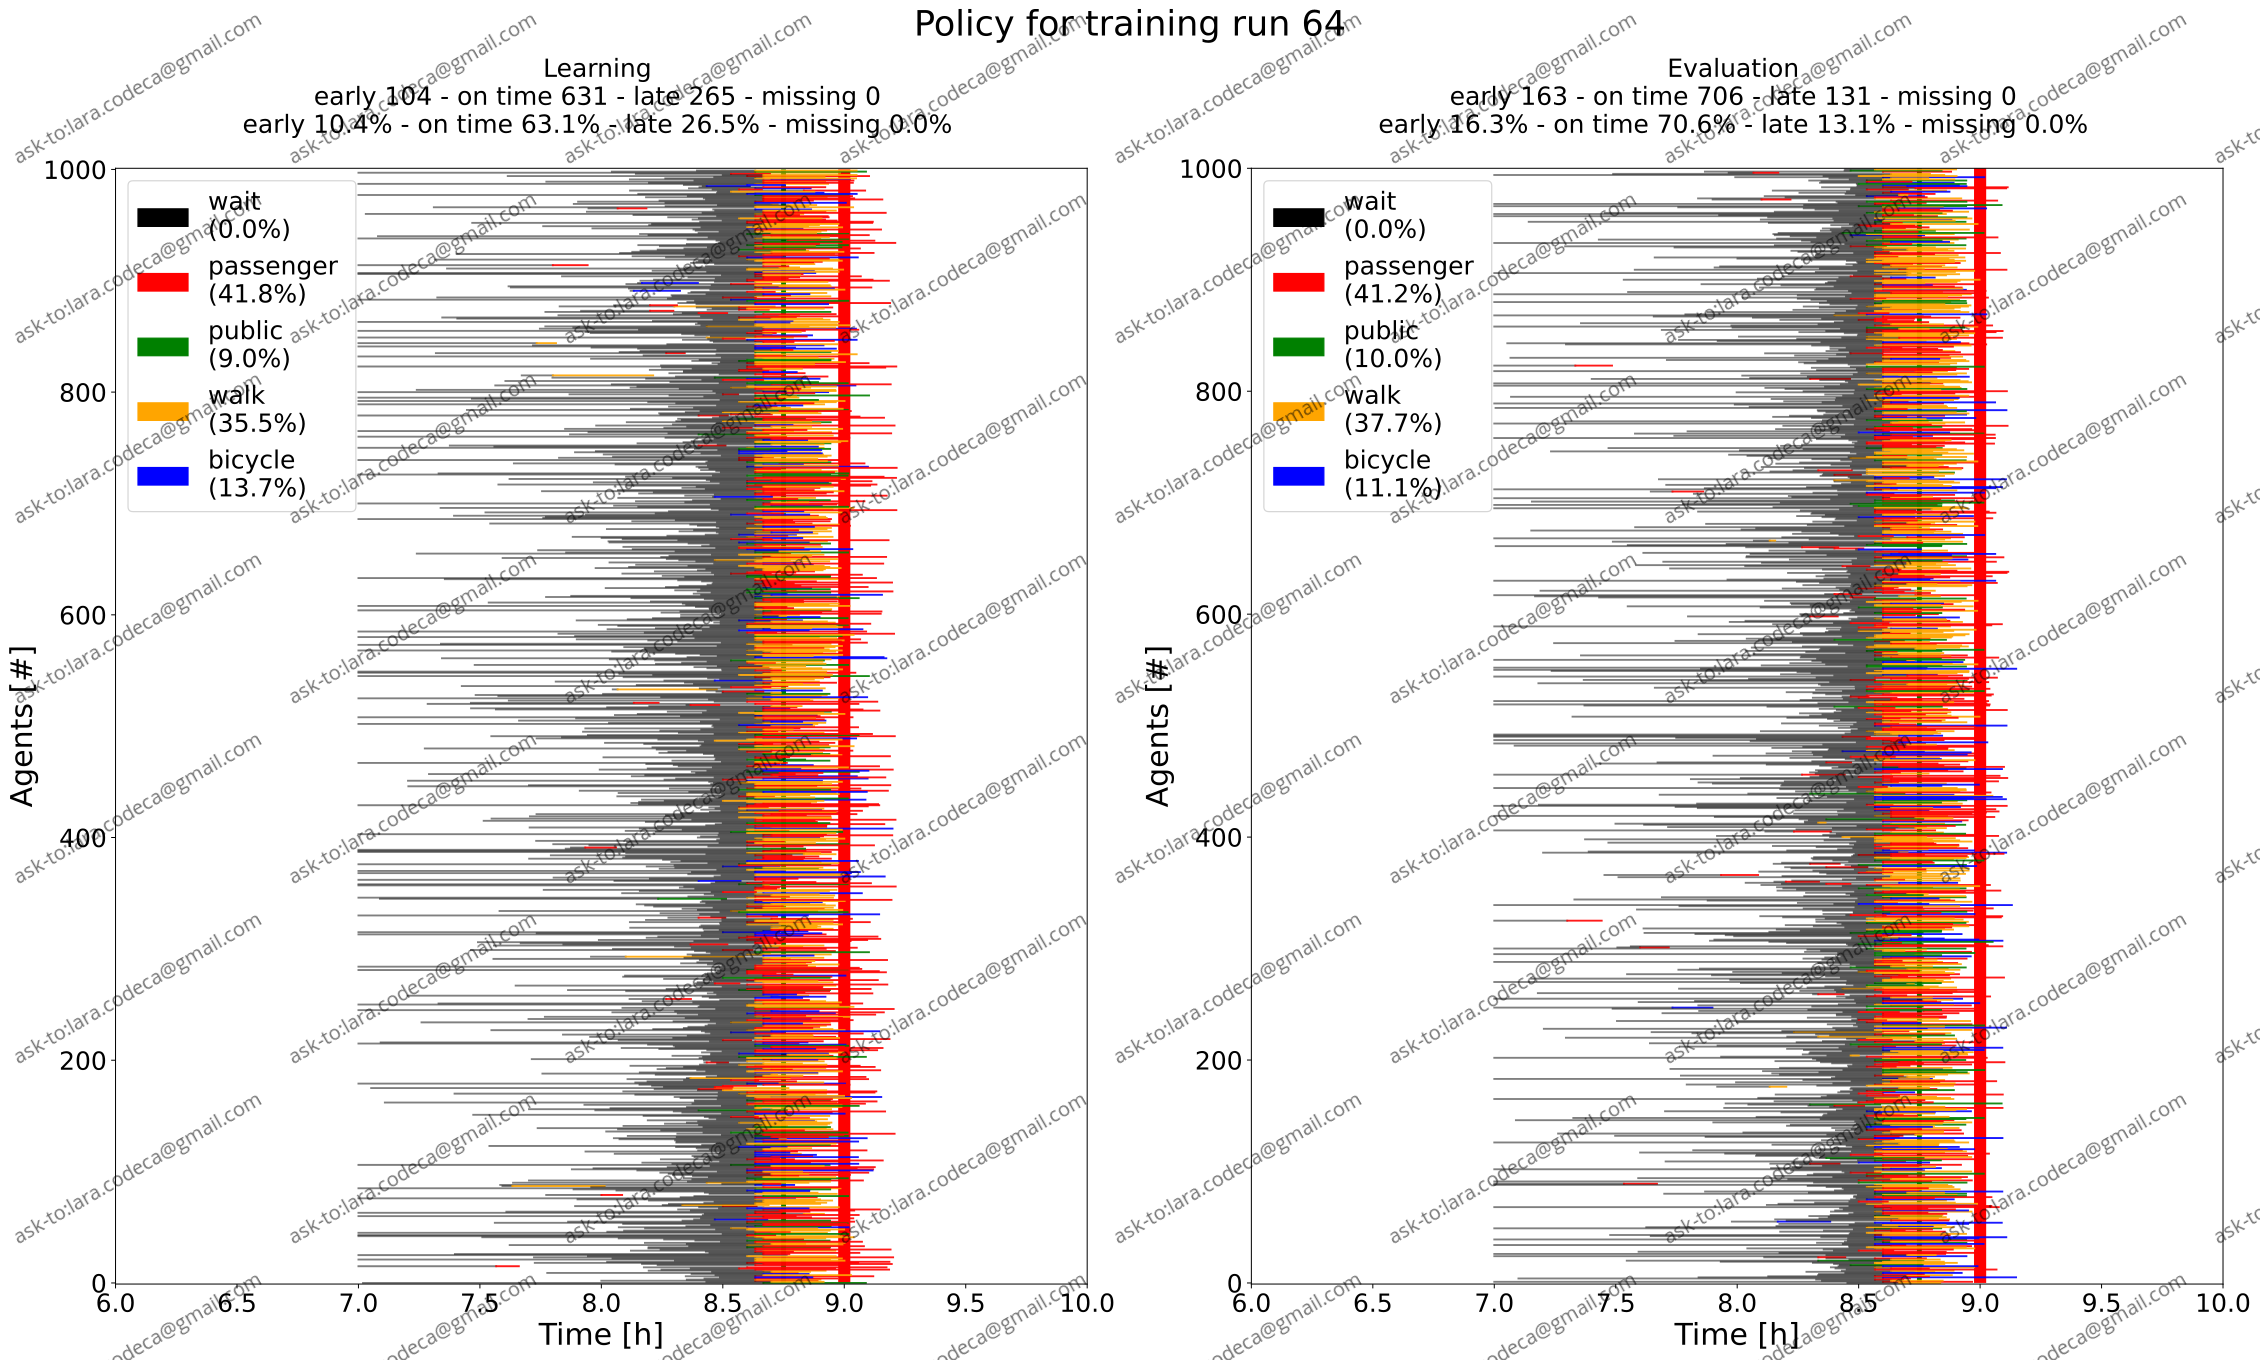 Policy for training run 64
Learning
early 104 - on time 631 - late 265 - missing 0
early 10.4% - on time 63.1% - late 26.5% - missing 0.0%
1000
800
600
400
200
0
Agents [#]
wait
(0.0%)
passenger
(41.8%)
public
(9.0%)
walk
(35.5%)
bicycle
(13.7%)
6.0 6.5 7.0 7.5 8.0 8.5 9.0 9.5 10.0
Time [h]
Evaluation
early 163 - on time 706 - late 131 - missing 0
early 16.3% - on time 70.6% - late 13.1% - missing 0.0%
1000
800
600
400
200
0
Agents [#]
wait
(0.0%)
passenger
(41.2%)
public
(10.0%)
walk
(37.7%)
bicycle
(11.1%)
6.0 6.5 7.0 7.5 8.0 8.5 9.0 9.5 10.0
Time [h]
ask-to:lara.codeca@gmail.com